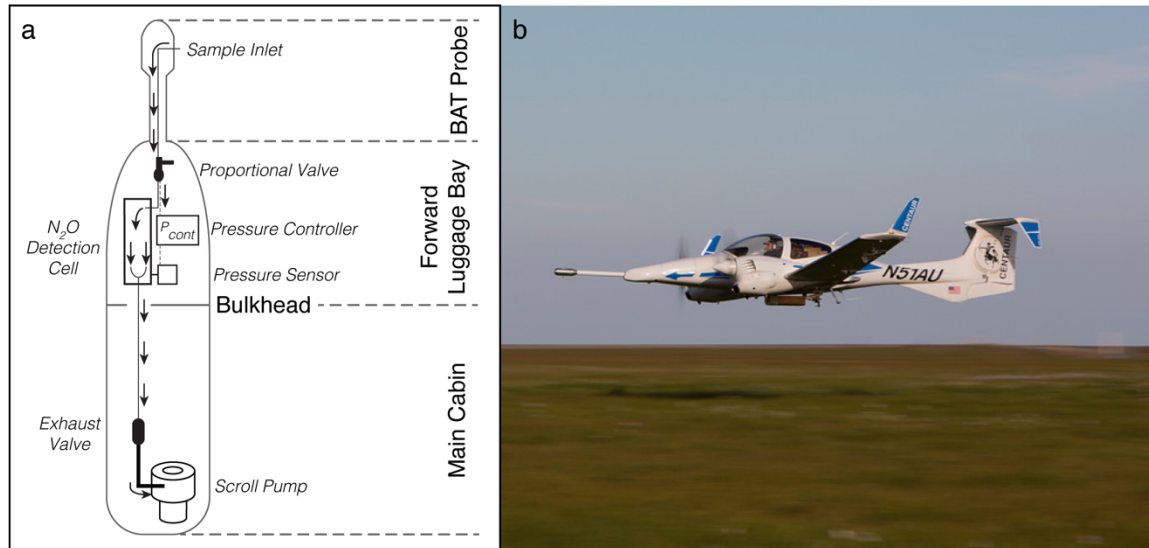 a
Sample Inlet
BAT Probe
Proportional Valve
N₂O
Detection
Cell
P_cont
Pressure Controller
Pressure Sensor
Forward
Luggage Bay
Bulkhead
Exhaust
Valve
Scroll Pump
Main Cabin
b
CENTAUR
N51AU
CENTAUR